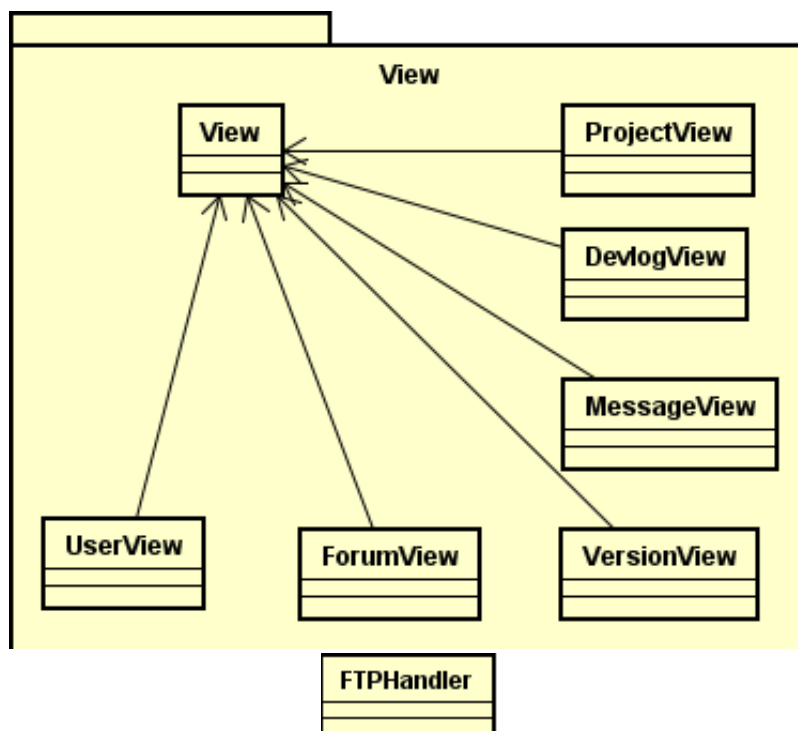 View
View
ProjectView
DevlogView
MessageView
UserView
ForumView
VersionView
FTPHandler